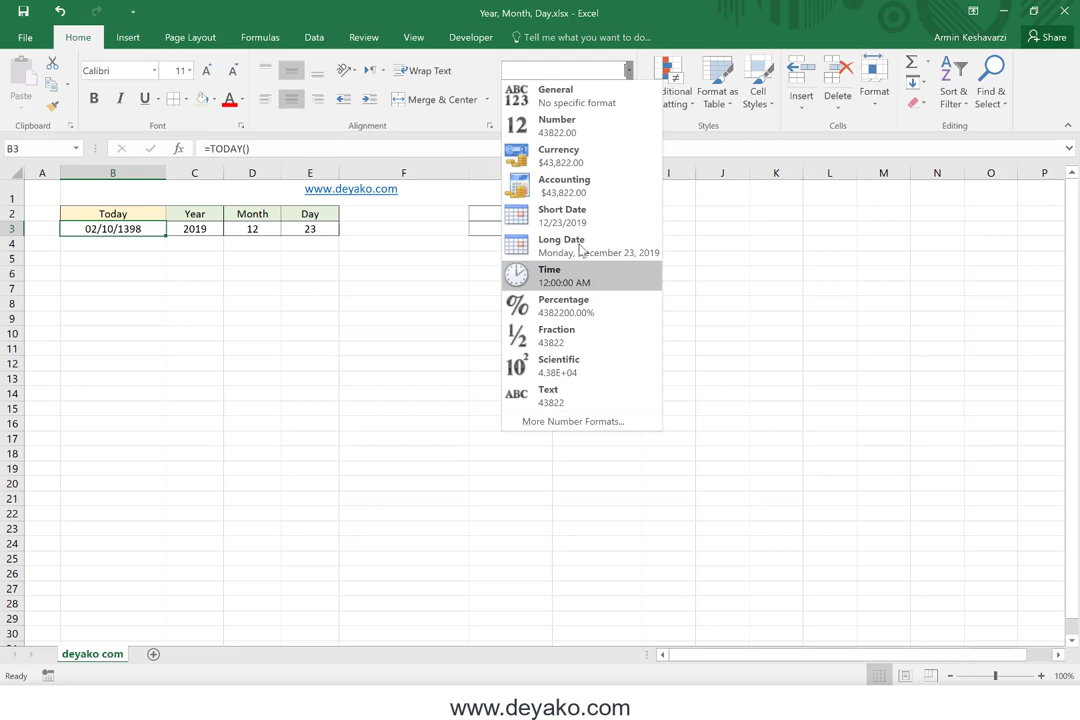 Year, Month, Day.xlsx - Excel
File Home Insert Page Layout Formulas Data Review View Developer Tell me what you want to do... Armin Keshavarzi Share
Paste
Clipboard
Calibri 11
B I U A
Font
Wrap Text
Merge & Center
Alignment
Format as
Table
Cell
Styles
Styles
Insert Delete Format
Cells
Sort &
Filter
Find &
Select
Editing
B3 fx =TODAY()
A B C D E F I J K L M N O P
1 www.deyako.com
2 Today Year Month Day
3 02/10/1398 2019 12 23
4
5
6
7
8
9
10
11
12
13
14
15
16
17
18
19
20
21
22
23
24
25
26
27
28
29
30
ABC
123
General
No specific format
12
Number
43822.00
Currency
$43,822.00
Accounting
$43,822.00
Short Date
12/23/2019
Long Date
Monday, December 23, 2019
Time
12:00:00 AM
%
Percentage
4382200.00%
1/2
Fraction
43822
10²
Scientific
4.38E+04
ABC
Text
43822
More Number Formats...
deyako com
Ready 100%
www.deyako.com